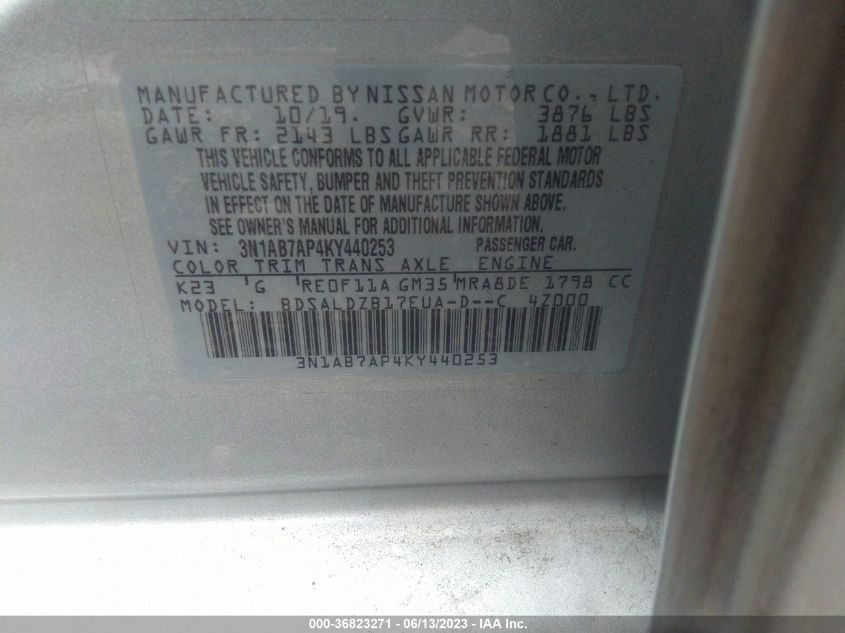 MANUFACTURED BY NISSAN MOTOR CO., LTD.
DATE: 10/19. GVWR: 3876 LBS
GAWR FR: 2143 LBS GAWR RR: 1881 LBS
THIS VEHICLE CONFORMS TO ALL APPLICABLE FEDERAL MOTOR
VEHICLE SAFETY, BUMPER AND THEFT PREVENTION STANDARDS
IN EFFECT ON THE DATE OF MANUFACTURE SHOWN ABOVE.
SEE OWNER'S MANUAL FOR ADDITIONAL INFORMATION.
VIN: 3N1AB7AP4KY440253 PASSENGER CAR.
COLOR TRIM TRANS AXLE ENGINE
K23 G RE0F11A GM35 MRA8DE 1798 CC
MODEL: BDSALDZB17EUA-D--C 4Z000
3N1AB7AP4KY440253
000-36823271 - 06/13/2023 - IAA Inc.